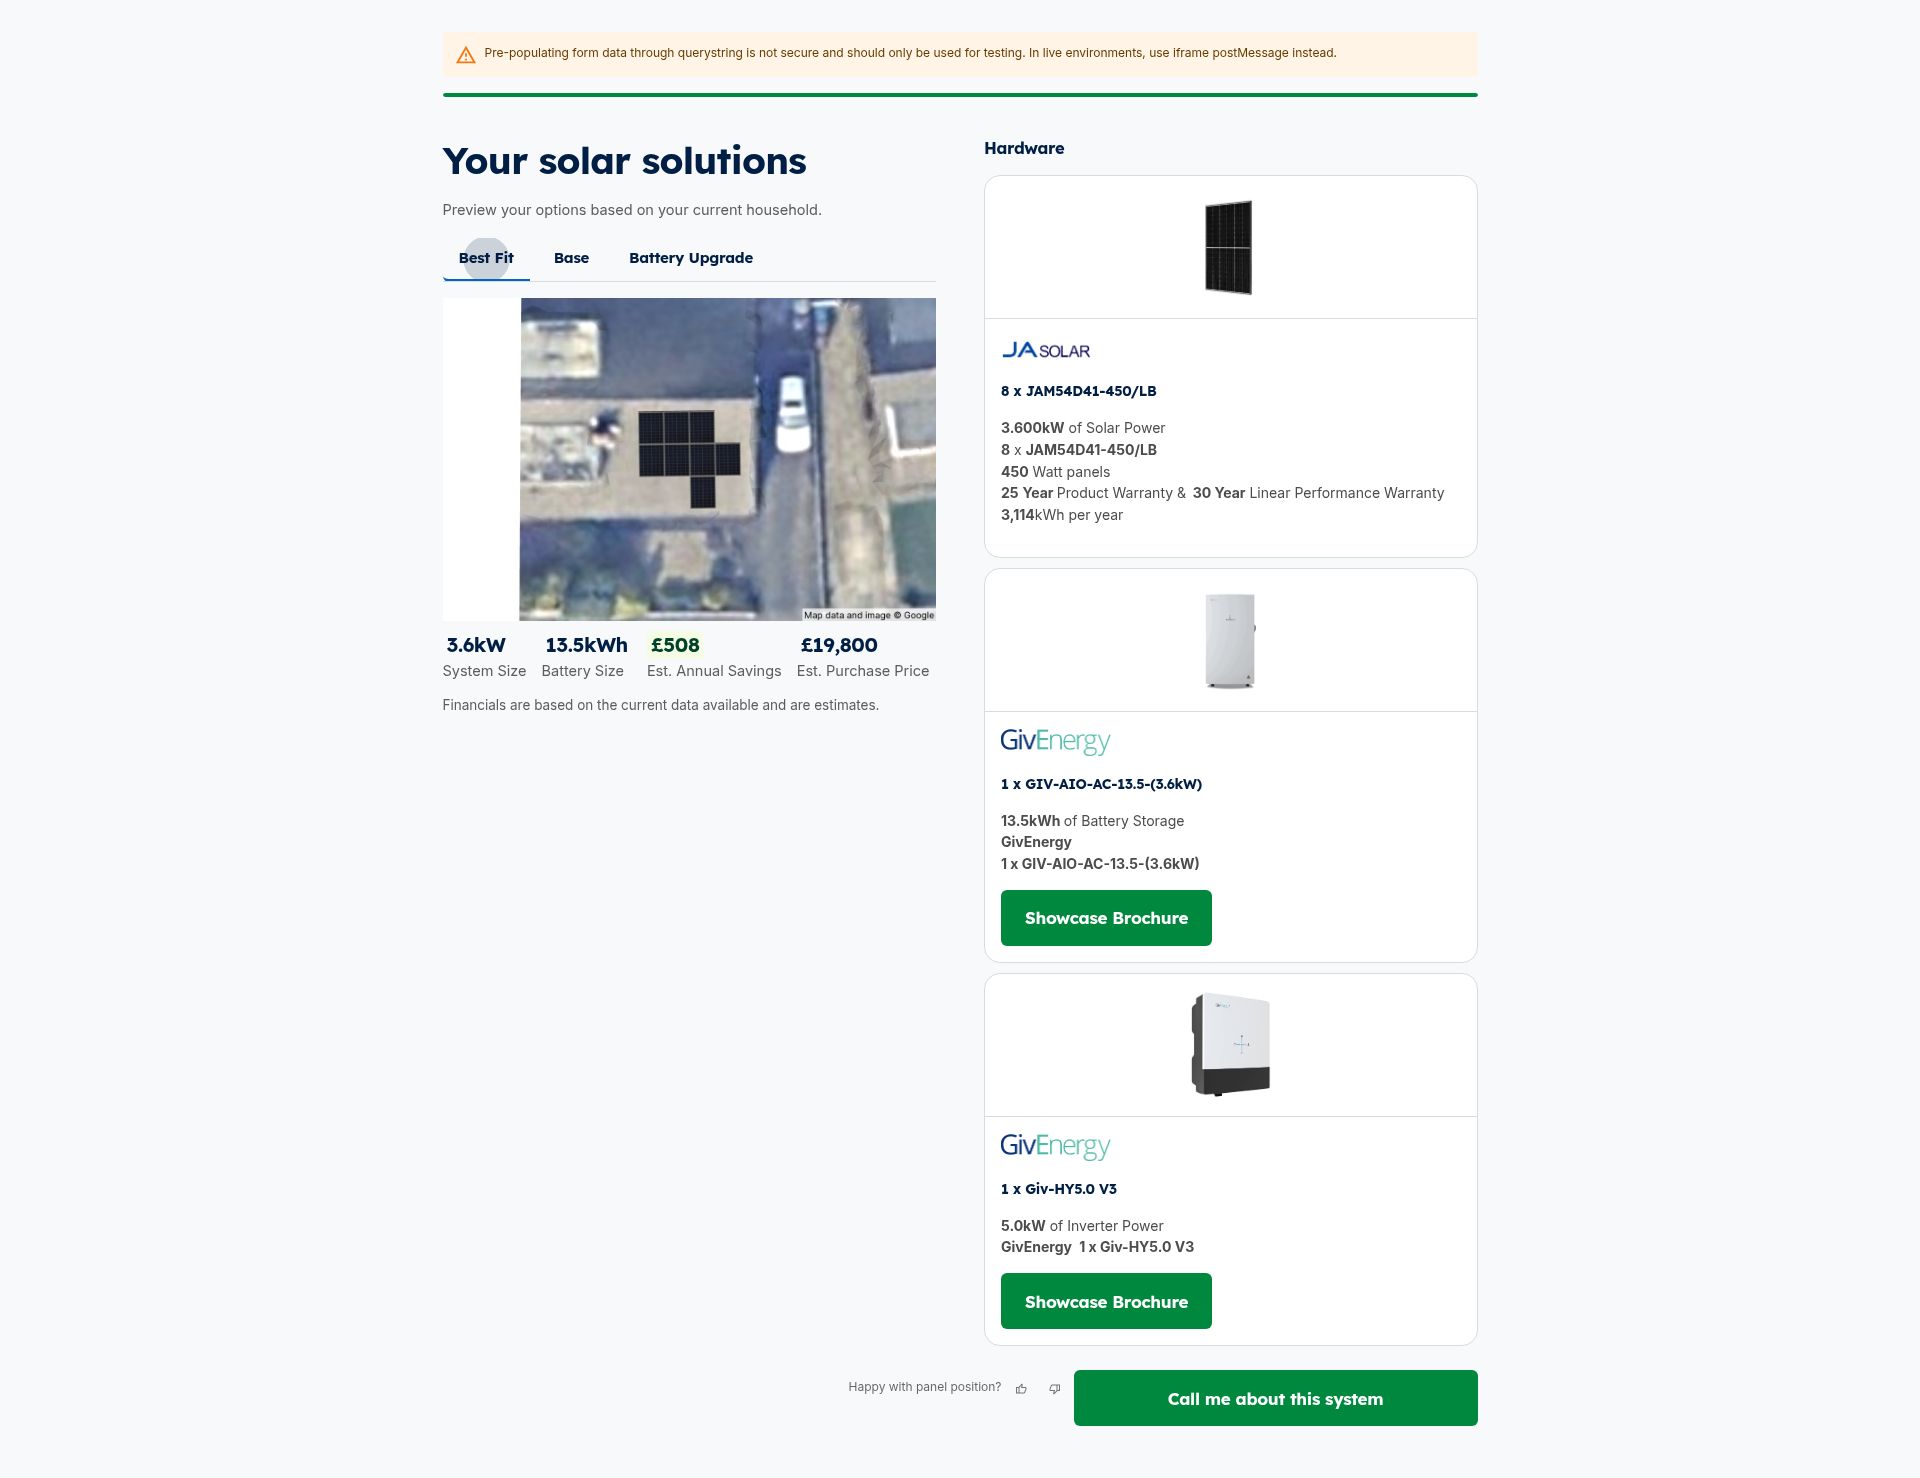 Pre-populating form data through querystring is not secure and should only be used for testing. In live environments, use iframe postMessage instead.
Your solar solutions
Preview your options based on your current household.
Best Fit
Base
Battery Upgrade
Map data and image © Google
3.6kW
System Size
13.5kWh
Battery Size
£508
Est. Annual Savings
£19,800
Est. Purchase Price
Financials are based on the current data available and are estimates.
Hardware
JA SOLAR
8 x JAM54D41-450/LB
3.600kW of Solar Power
8 x JAM54D41-450/LB
450 Watt panels
25 Year Product Warranty & 30 Year Linear Performance Warranty
3,114kWh per year
GivEnergy
1 x GIV-AIO-AC-13.5-(3.6kW)
13.5kWh of Battery Storage
GivEnergy
1 x GIV-AIO-AC-13.5-(3.6kW)
Showcase Brochure
GivEnergy
1 x Giv-HY5.0 V3
5.0kW of Inverter Power
GivEnergy 1 x Giv-HY5.0 V3
Showcase Brochure
Happy with panel position?
Call me about this system